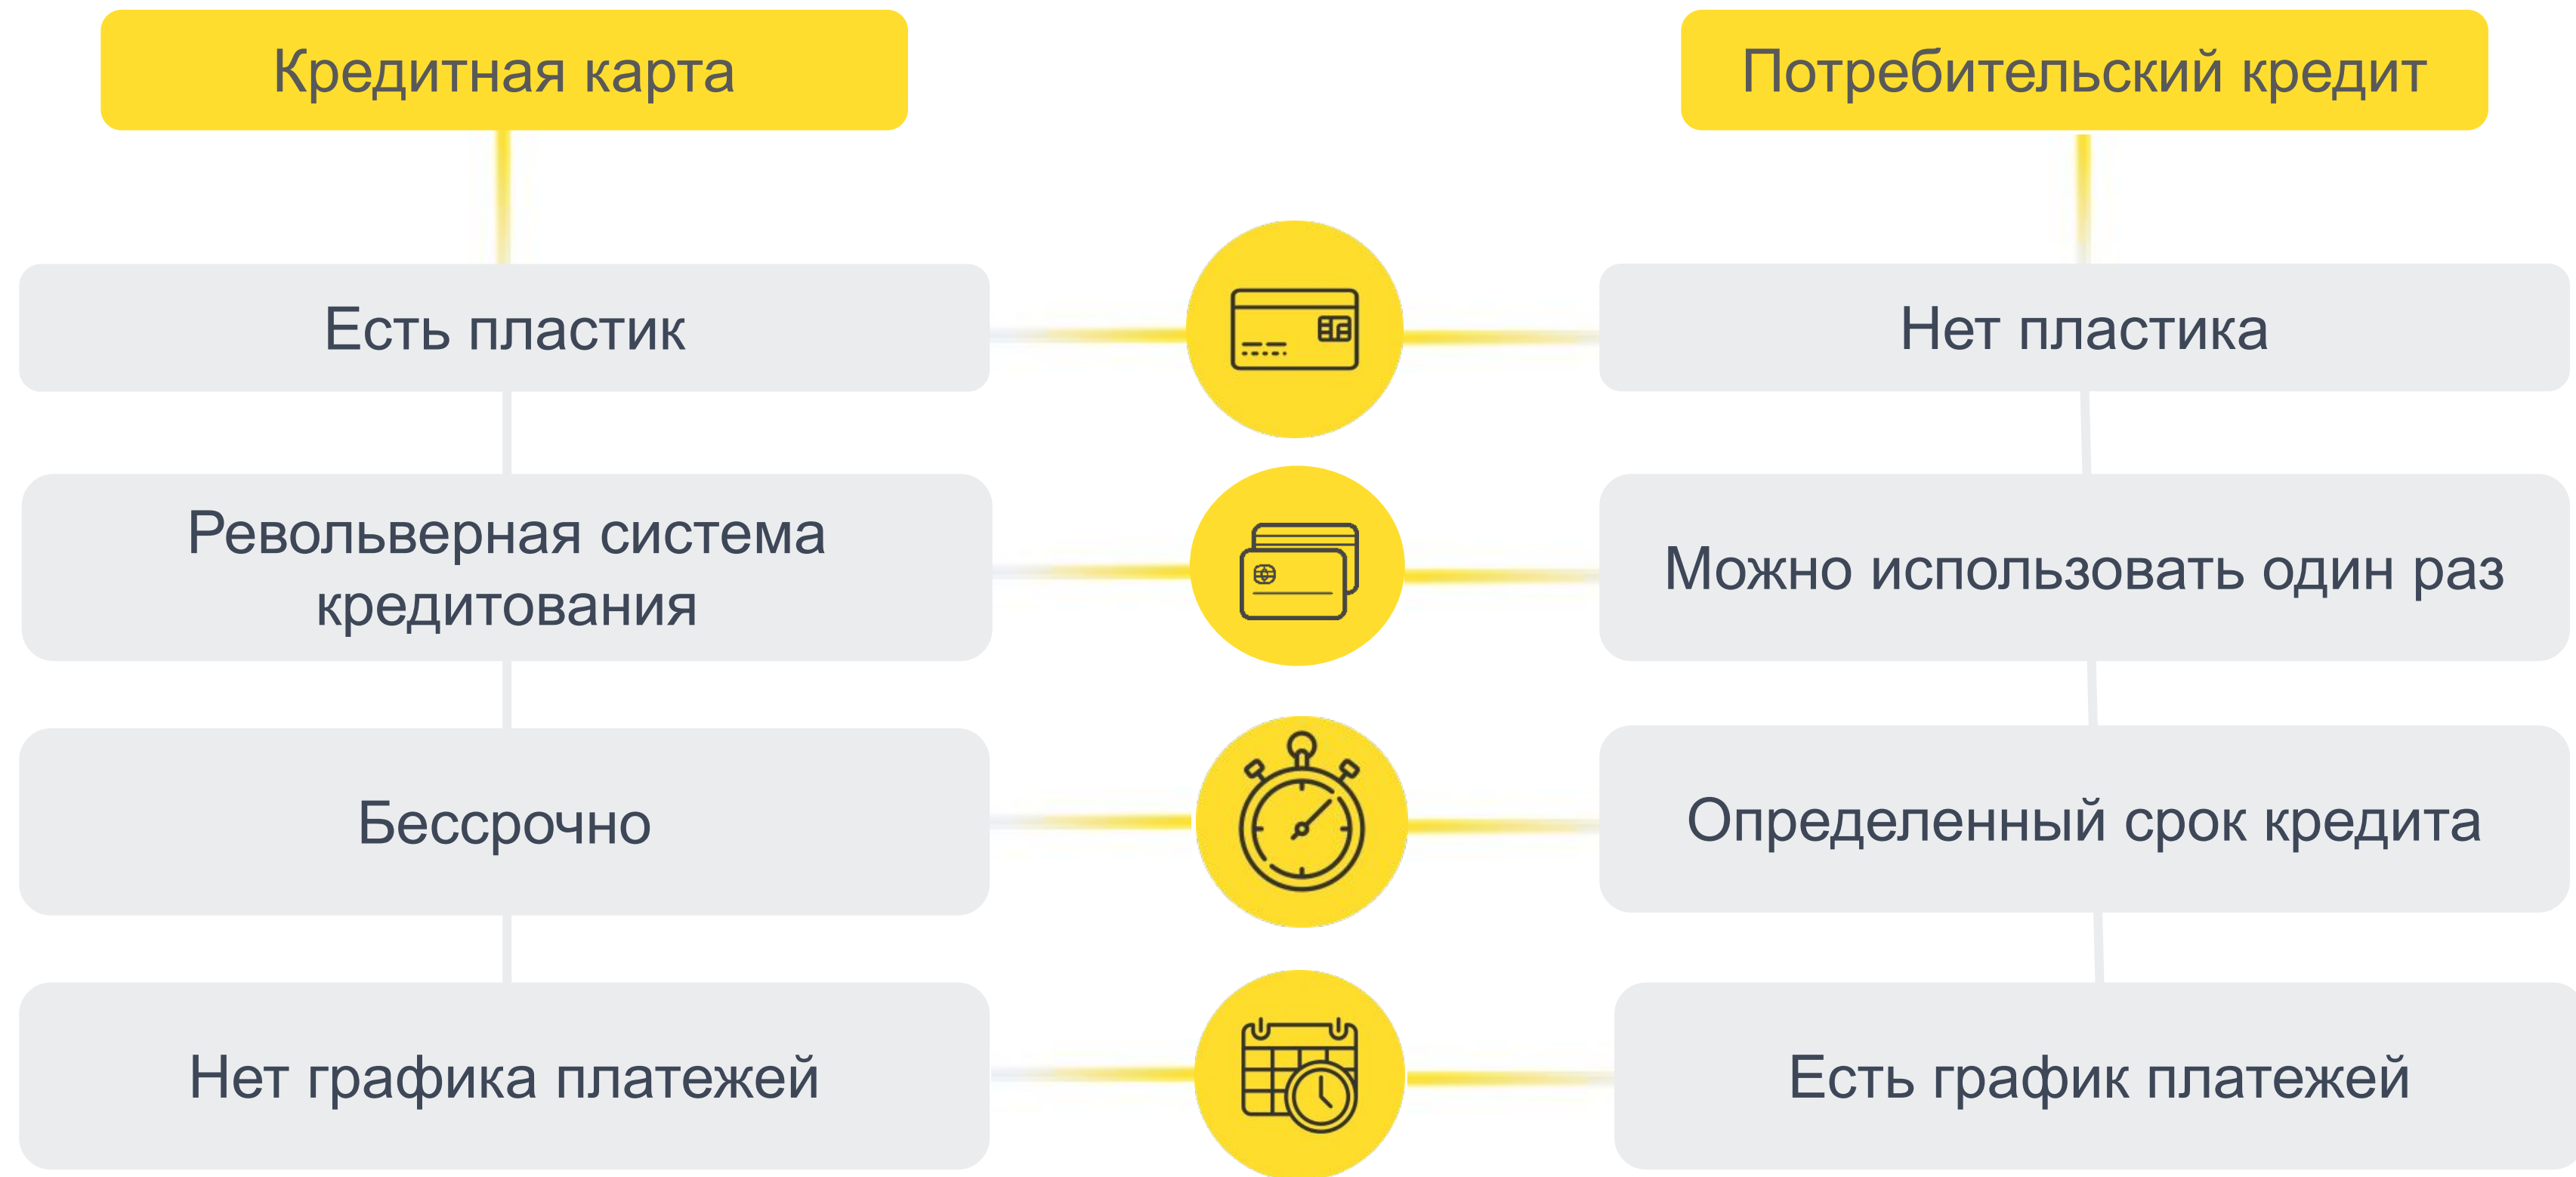 Кредитная карта
Потребительский кредит
Есть пластик
Нет пластика
Револьверная система
кредитования
Можно использовать один раз
Бессрочно
Определенный срок кредита
Нет графика платежей
Есть график платежей